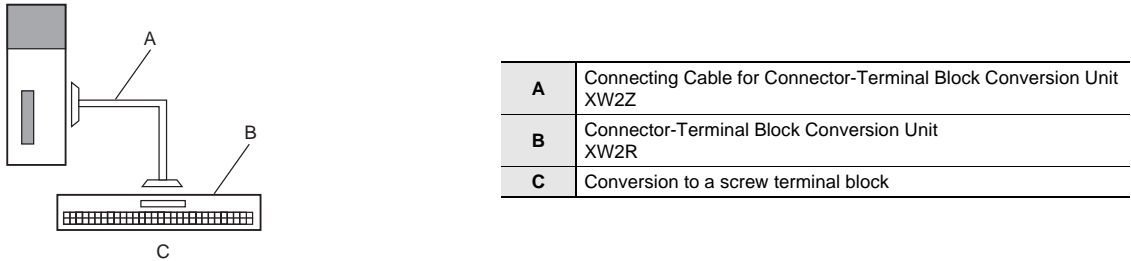 A
B
C
A Connecting Cable for Connector-Terminal Block Conversion Unit
XW2Z
B Connector-Terminal Block Conversion Unit
XW2R
C Conversion to a screw terminal block